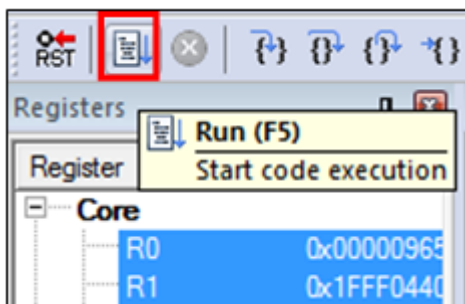 RST
Registers
Run (F5)
Start code execution
Register
Core
R0 0x00000965
R1 0x1FFF0440